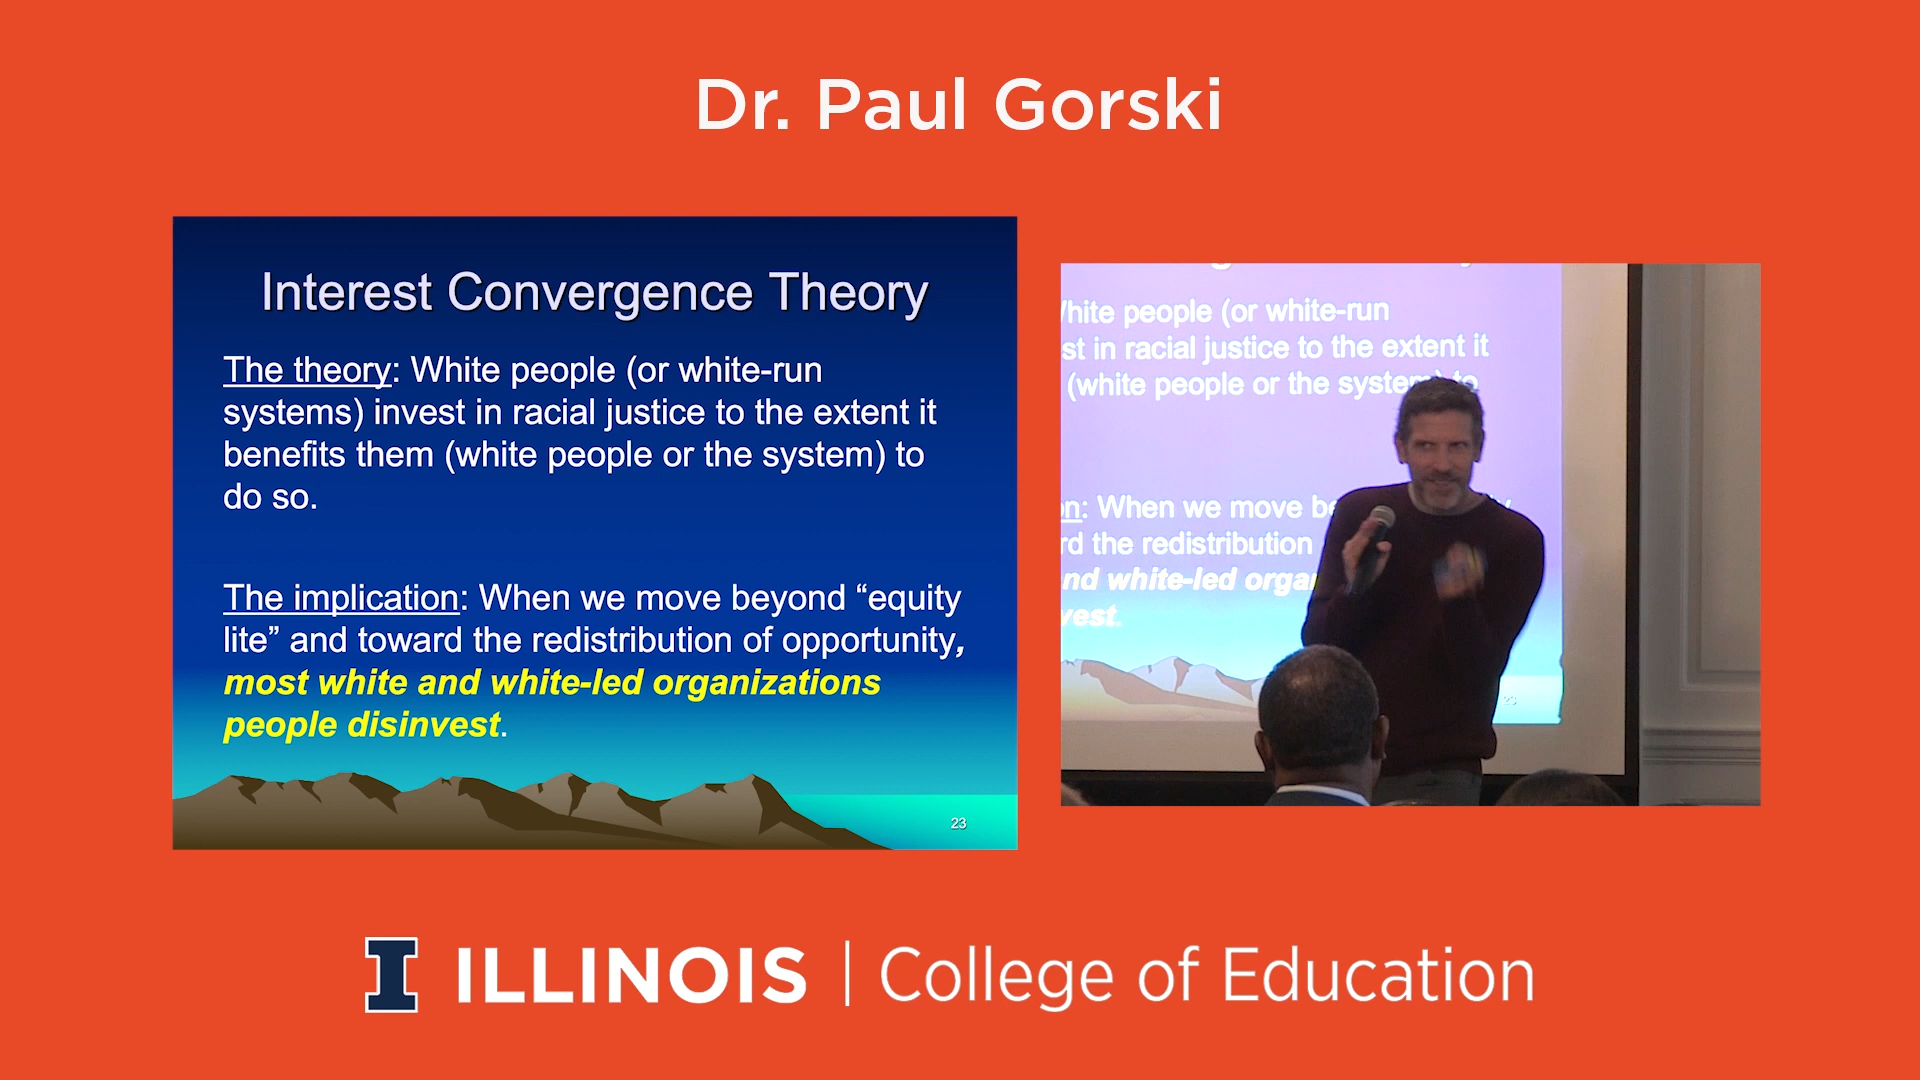 Dr. Paul Gorski
Interest Convergence Theory
The theory: White people (or white-run
systems) invest in racial justice to the extent it
benefits them (white people or the system) to
do so.
The implication: When we move beyond “equity
lite” and toward the redistribution of opportunity,
most white and white-led organizations
people disinvest.
23
hite people (or white-run
st in racial justice to the extent it
(white people or the system) to
n: When we move be
rd the redistribution
nd white-led organ
vest.
23
I ILLINOIS | College of Education